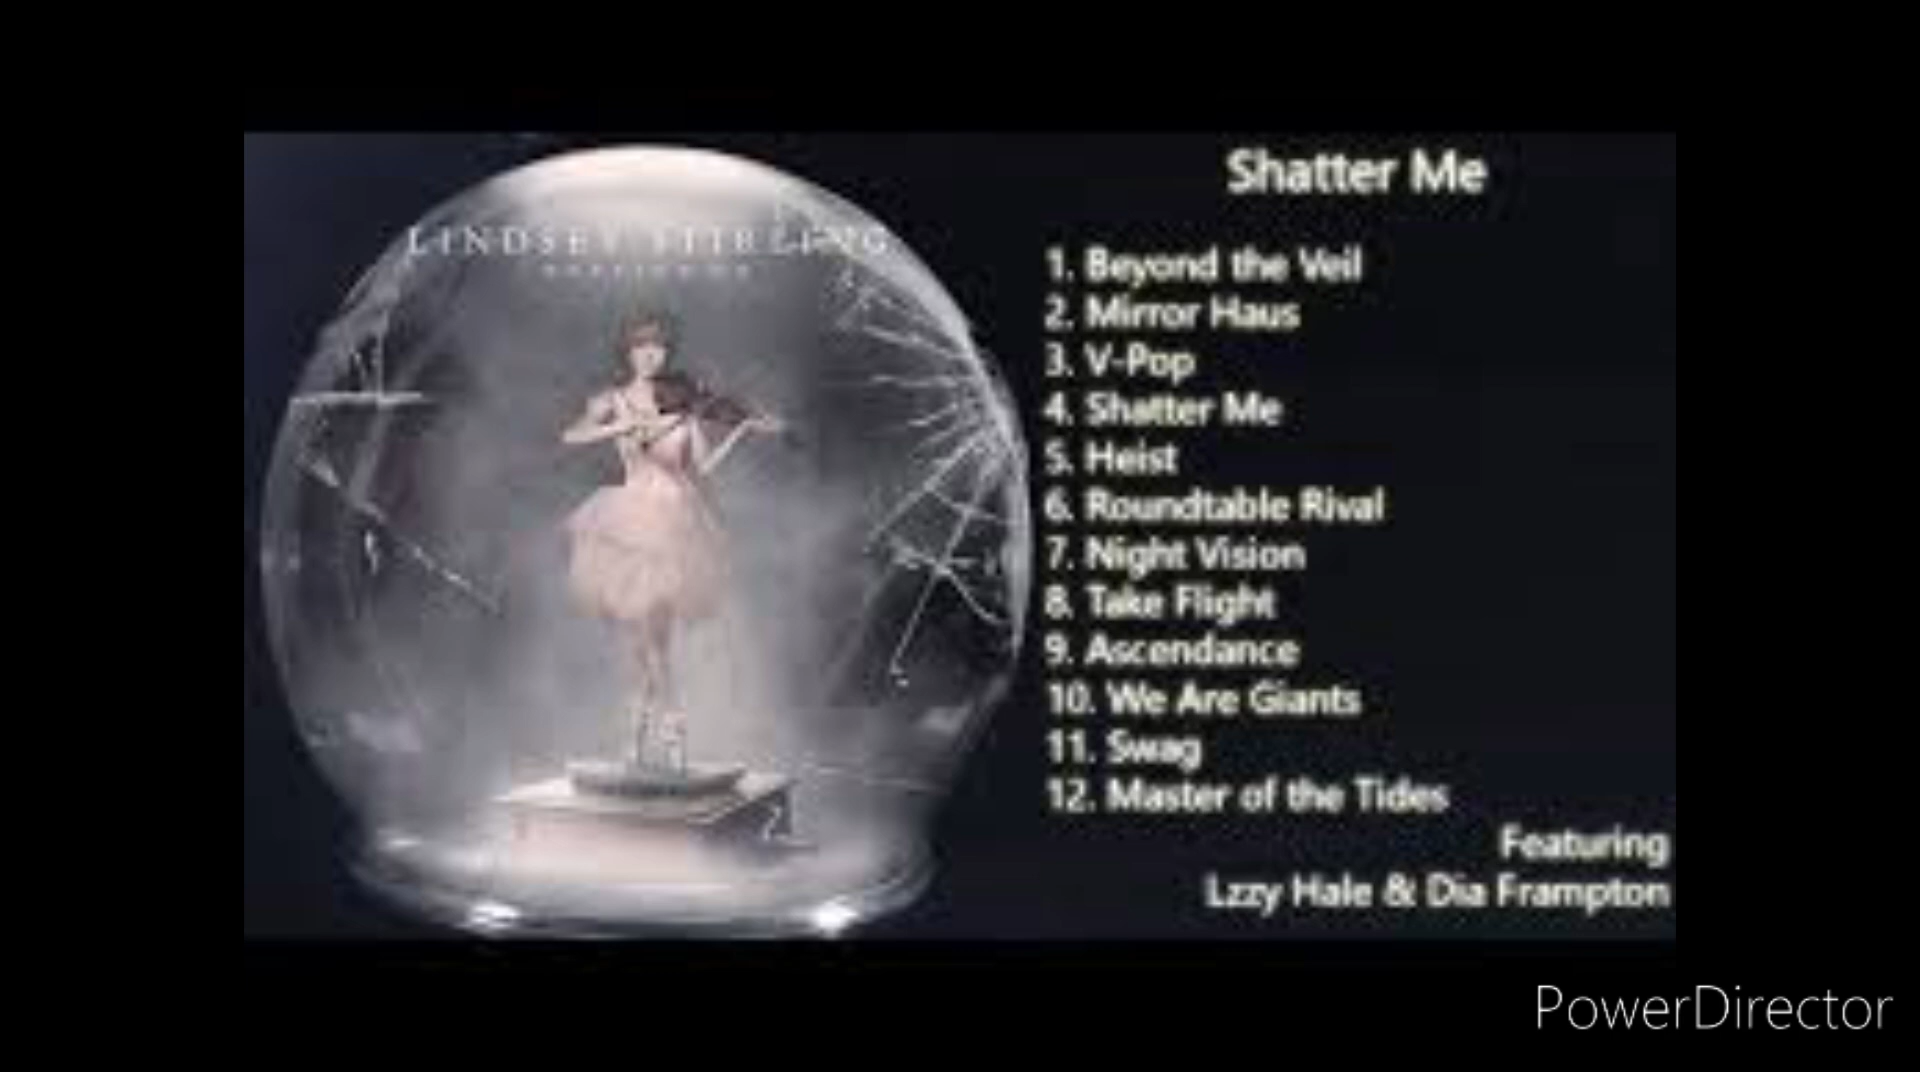 LINDSEY STIRLING
Shatter Me
1. Beyond the Veil
2. Mirror Haus
3. V-Pop
4. Shatter Me
5. Heist
6. Roundtable Rival
7. Night Vision
8. Take Flight
9. Ascendance
10. We Are Giants
11. Swag
12. Master of the Tides
Featuring
Lzzy Hale & Dia Frampton
PowerDirector